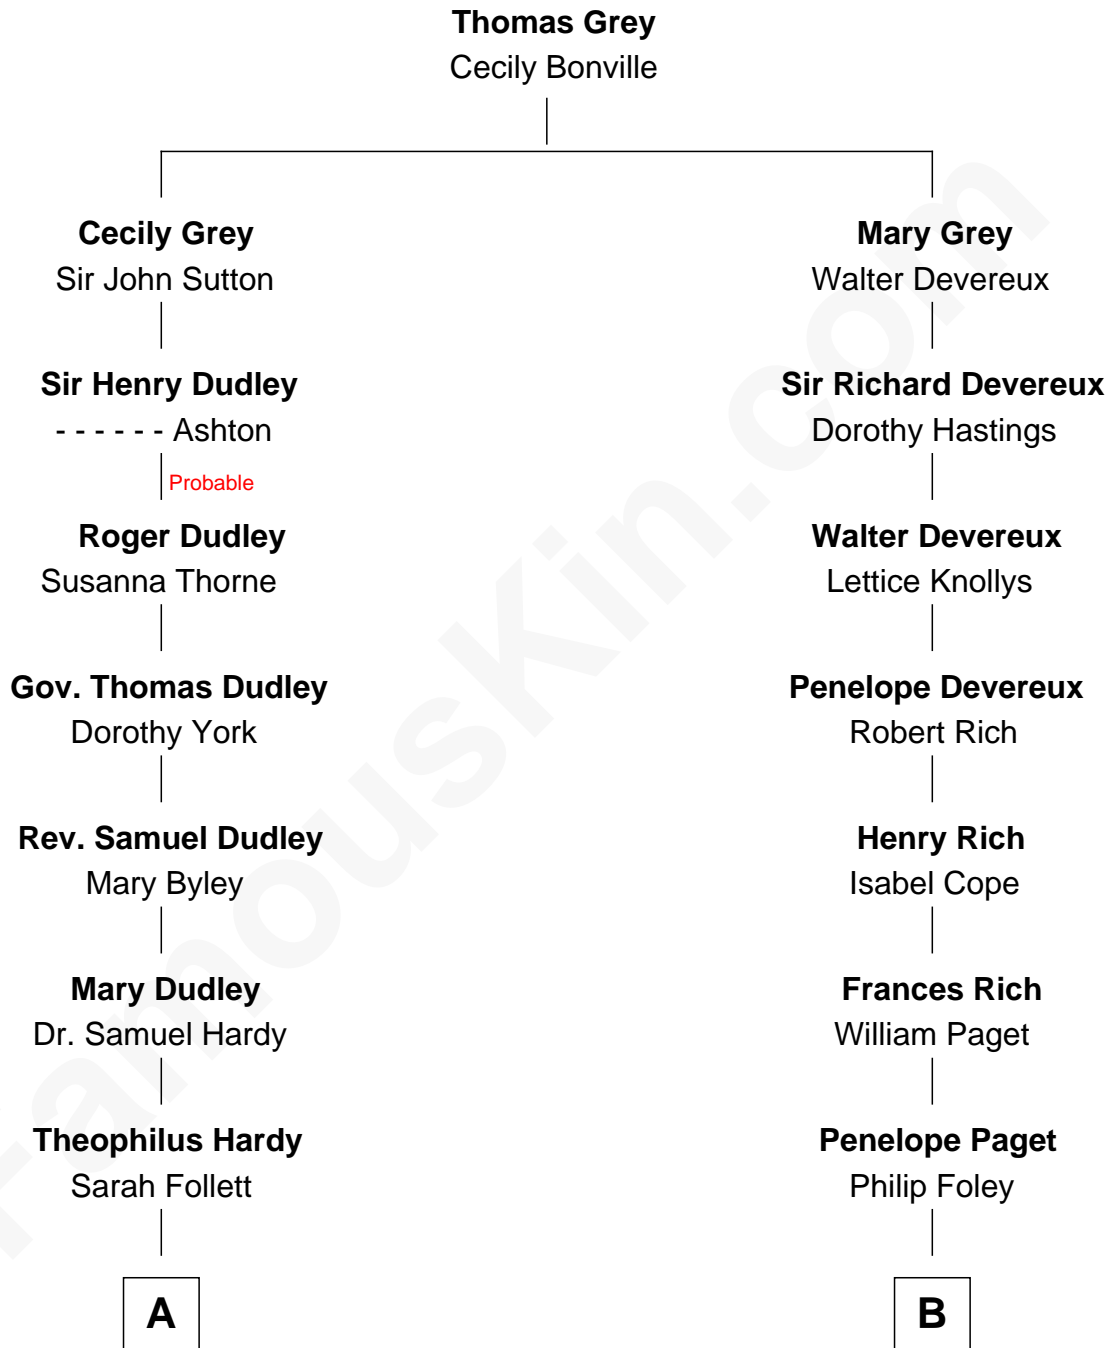 Thomas Grey
Cecily Bonville
Cecily Grey
Sir John Sutton
Mary Grey
Walter Devereux
Sir Henry Dudley
- - - - - - Ashton
Sir Richard Devereux
Dorothy Hastings
Probable
Roger Dudley
Susanna Thorne
Walter Devereux
Lettice Knollys
Gov. Thomas Dudley
Dorothy York
Penelope Devereux
Robert Rich
Rev. Samuel Dudley
Mary Byley
Henry Rich
Isabel Cope
Mary Dudley
Dr. Samuel Hardy
Frances Rich
William Paget
Theophilus Hardy
Sarah Follett
Penelope Paget
Philip Foley
A
B
FamousKin.com